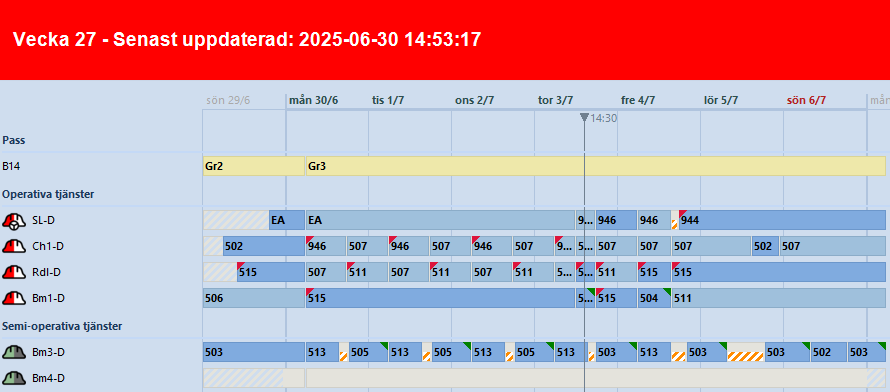 Vecka 27 - Senast uppdaterad: 2025-06-30 14:53:17
sön 29/6 mån 30/6 tis 1/7 ons 2/7 tor 3/7 fre 4/7 lör 5/7 sön 6/7 mån
14:30
Pass
B14 Gr2 Gr3
Operativa tjänster
SL-D EA EA 9... 946 946 944
Ch1-D 502 946 507 946 507 946 507 9... 5... 507 507 507 502 507
Rdl-D 515 507 511 507 511 507 511 5... 5... 511 515 515
Bm1-D 506 515 5... 515 504 511
Semi-operativa tjänster
Bm3-D 503 513 505 513 505 513 505 513 503 513 503 503 502 503
Bm4-D